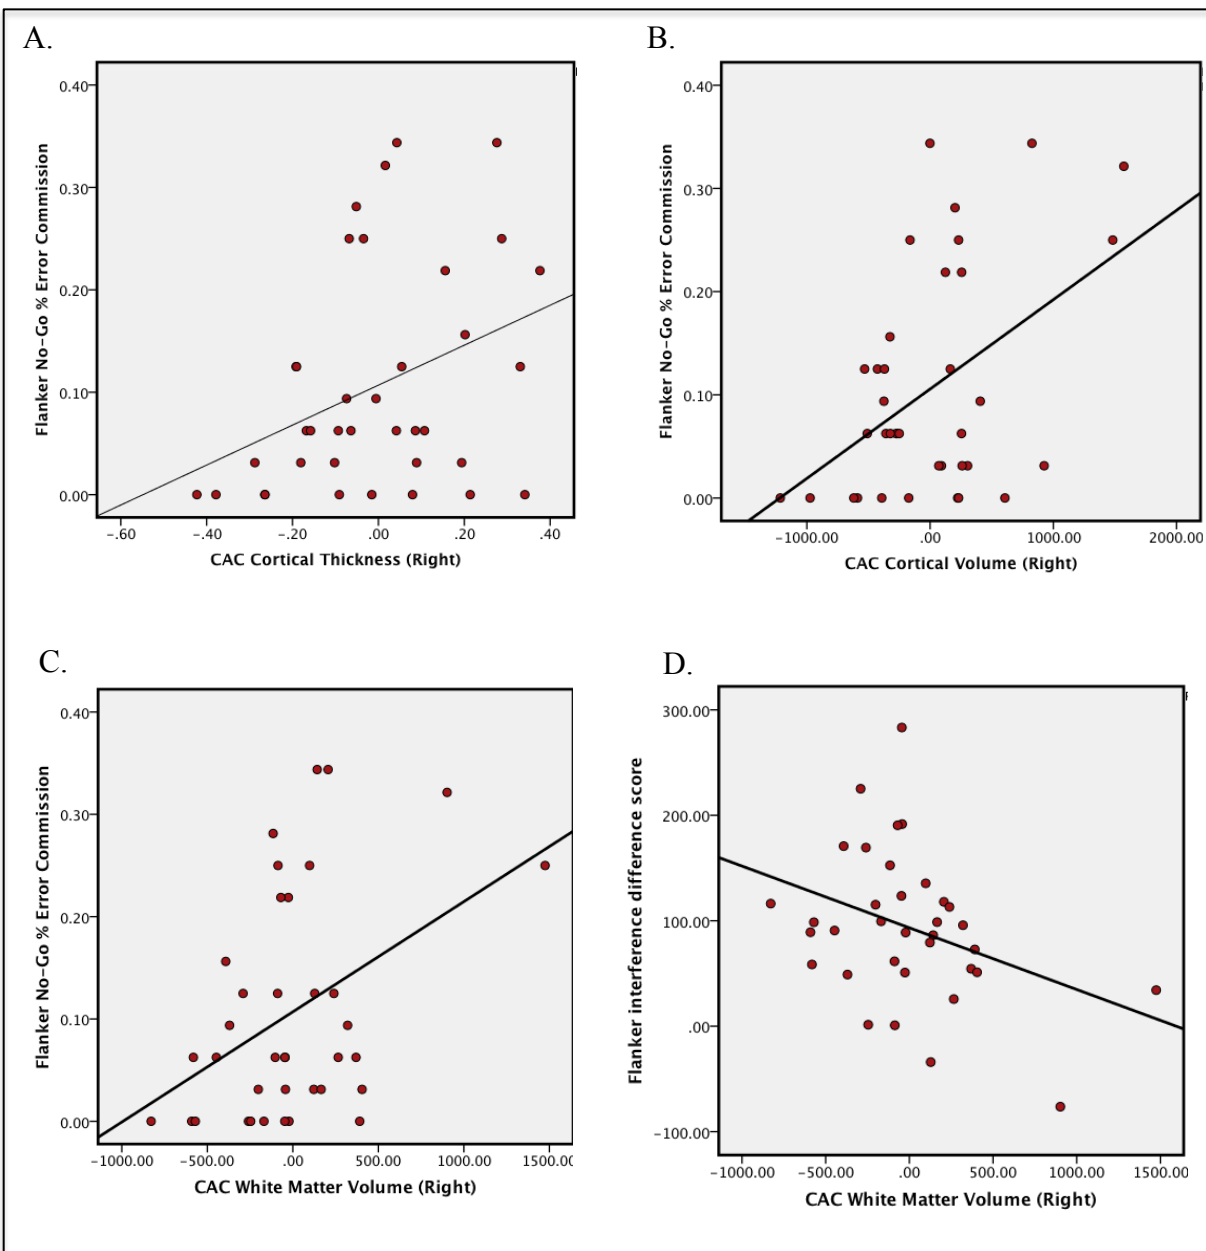 A.
0.40
0.30
0.20
0.10
0.00
Flanker No-Go % Error Commission
-.60 -.40 -.20 .00 .20 .40
CAC Cortical Thickness (Right)
B.
0.40
0.30
0.20
0.10
0.00
Flanker No-Go % Error Commission
-1000.00 .00 1000.00 2000.00
CAC Cortical Volume (Right)
C.
0.40
0.30
0.20
0.10
0.00
Flanker No-Go % Error Commission
-1000.00 -500.00 .00 500.00 1000.00 1500.00
CAC White Matter Volume (Right)
D.
300.00
200.00
100.00
.00
-100.00
Flanker interference difference score
-1000.00 -500.00 .00 500.00 1000.00 1500.00
CAC White Matter Volume (Right)